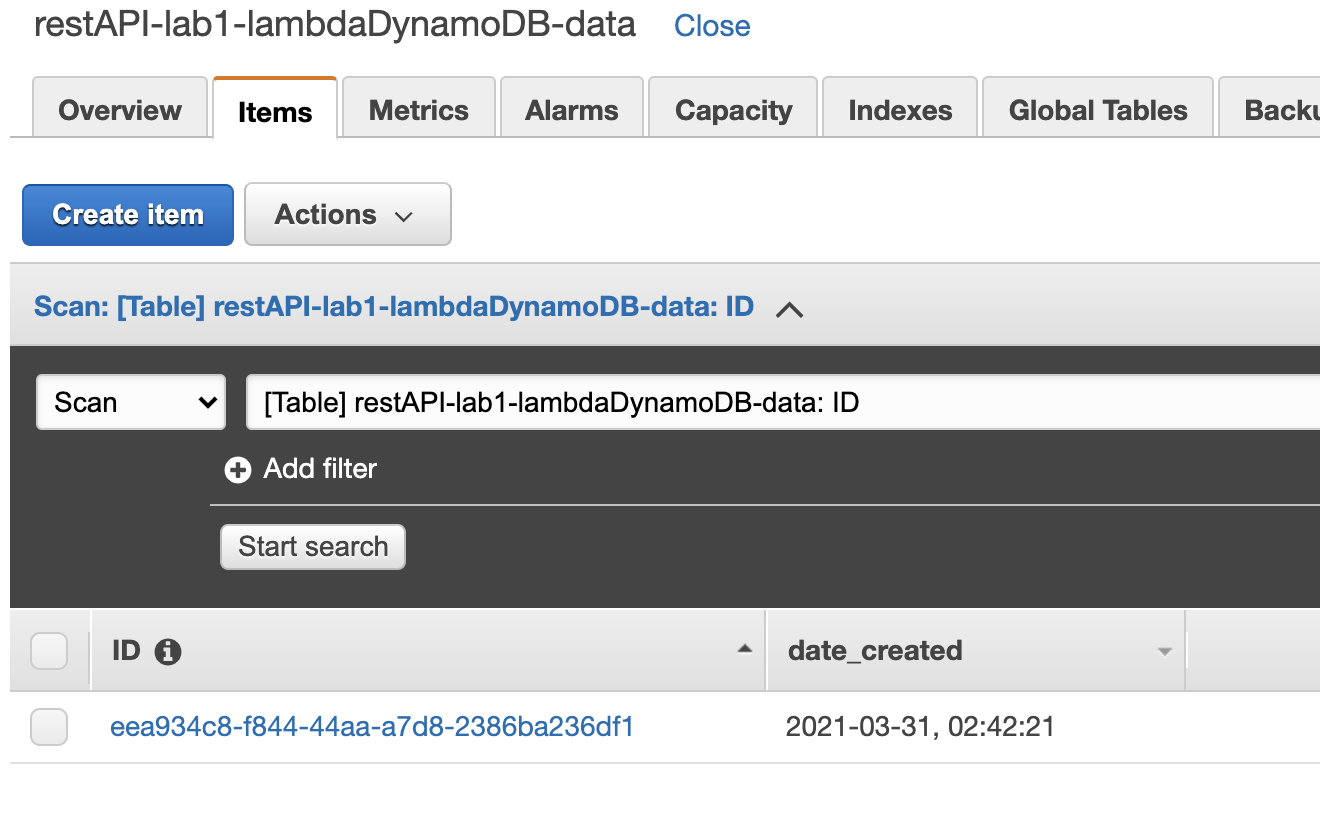 restAPI-lab1-lambdaDynamoDB-data Close
Overview Items Metrics Alarms Capacity Indexes Global Tables Backu
Create item Actions
Scan: [Table] restAPI-lab1-lambdaDynamoDB-data: ID
Scan [Table] restAPI-lab1-lambdaDynamoDB-data: ID
Add filter
Start search
ID date_created
eea934c8-f844-44aa-a7d8-2386ba236df1 2021-03-31, 02:42:21